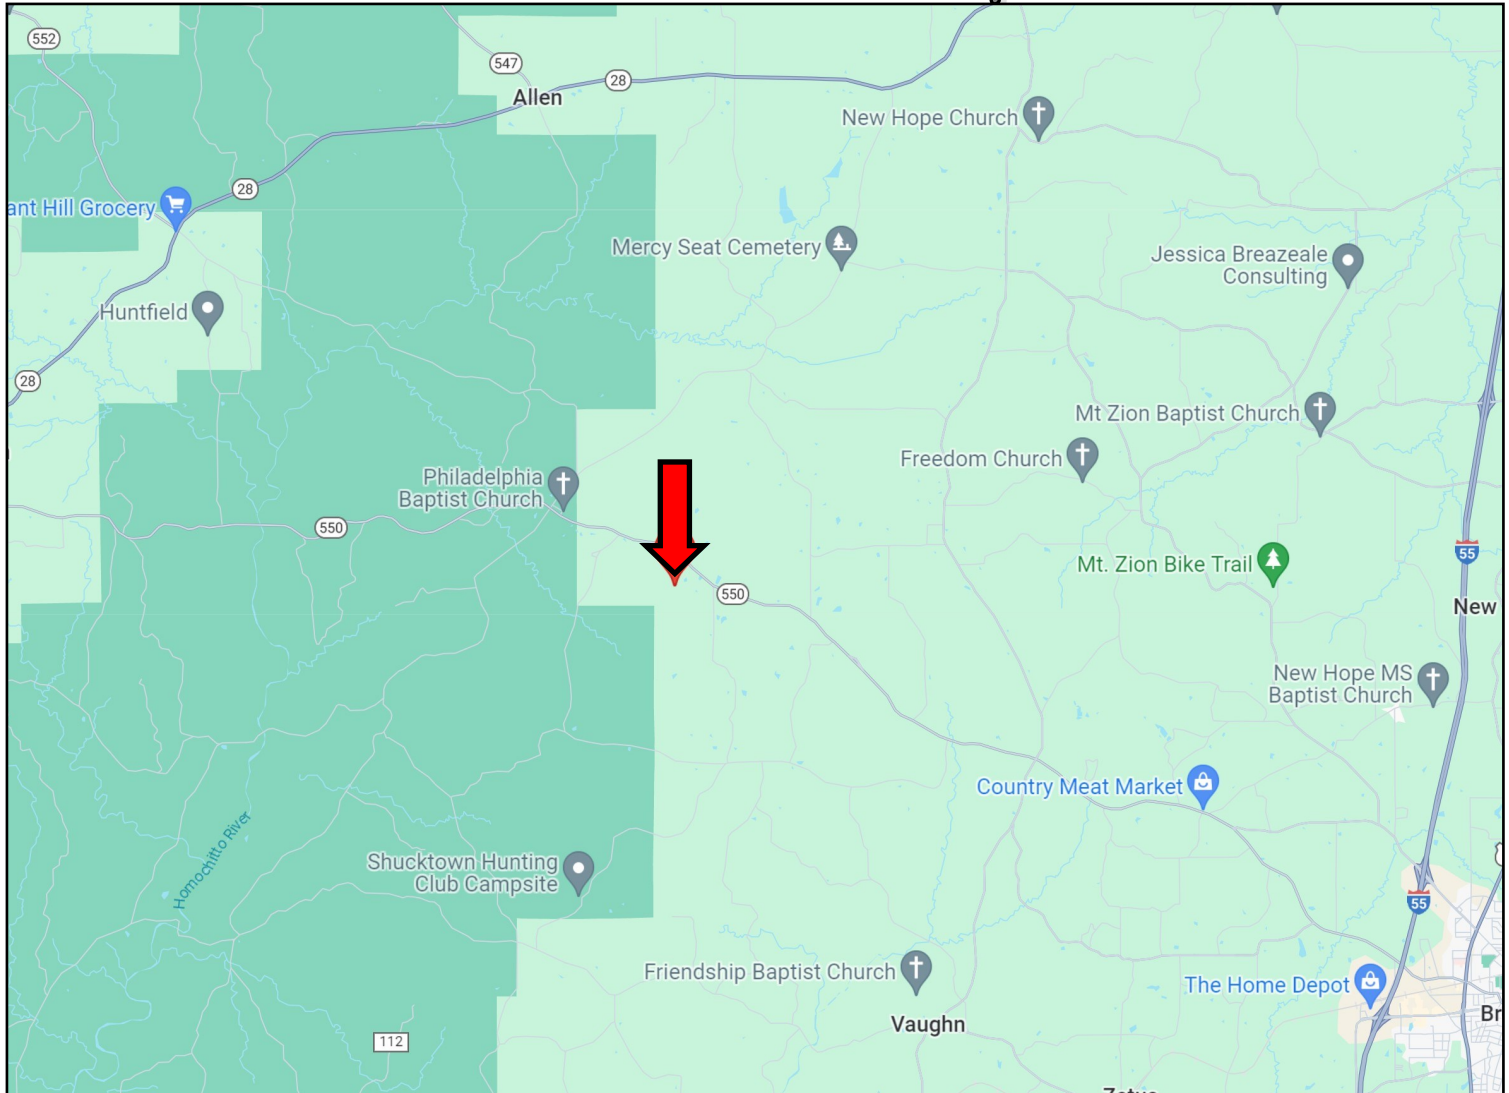 552
547
28
Allen
New Hope Church
28
ant Hill Grocery
Mercy Seat Cemetery
Jessica Breazeale
Consulting
Huntfield
28
Mt Zion Baptist Church
Freedom Church
Philadelphia
Baptist Church
550
55
Mt. Zion Bike Trail
550
New
New Hope MS
Baptist Church
Country Meat Market
Homochitto River
Shucktown Hunting
Club Campsite
55
Friendship Baptist Church
The Home Depot
Br
Vaughn
112